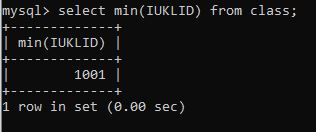 mysql> select min(IUKLID) from class;
+-------------+
| min(IUKLID) |
+-------------+
|        1001 |
+-------------+
1 row in set (0.00 sec)